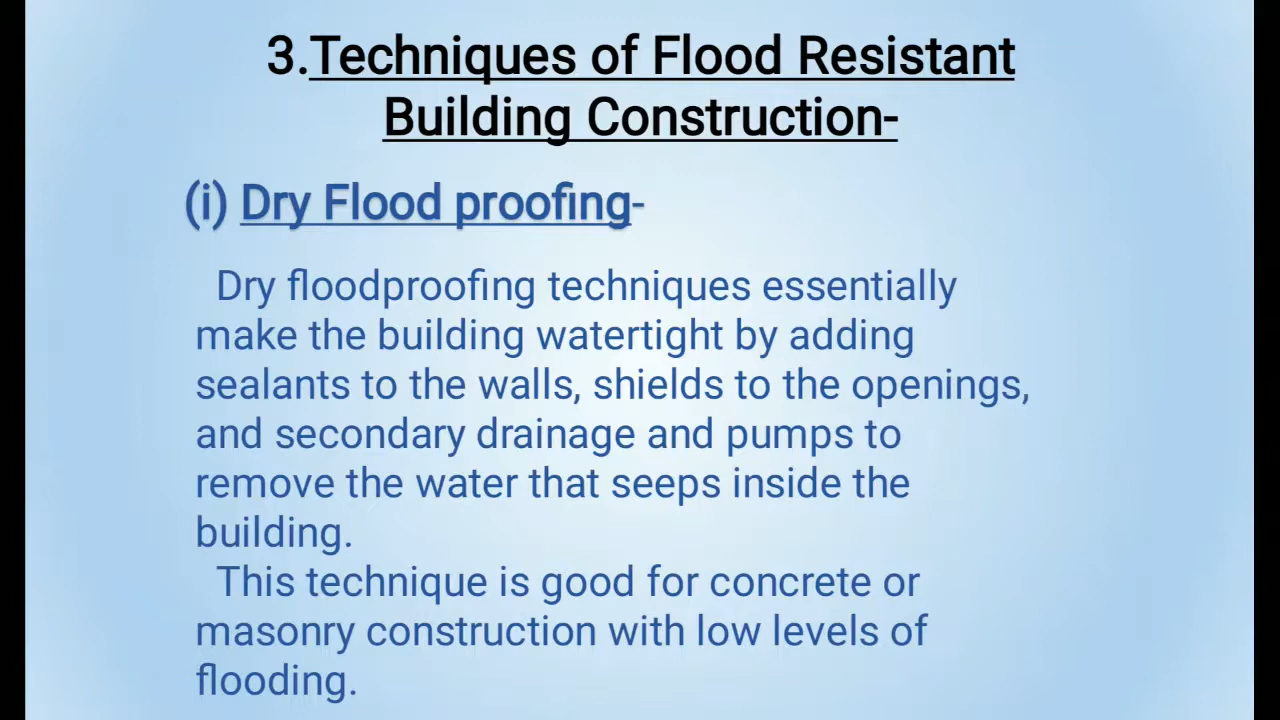 3.Techniques of Flood Resistant
Building Construction-
(i) Dry Flood proofing-
Dry floodproofing techniques essentially
make the building watertight by adding
sealants to the walls, shields to the openings,
and secondary drainage and pumps to
remove the water that seeps inside the
building.
This technique is good for concrete or
masonry construction with low levels of
flooding.